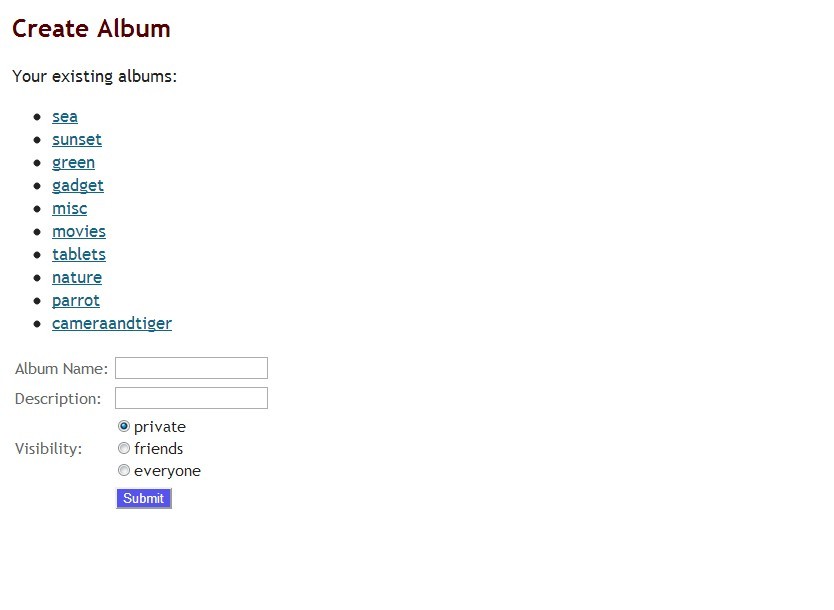 Create Album
Your existing albums:
sea
sunset
green
gadget
misc
movies
tablets
nature
parrot
cameraandtiger
Album Name:
Description:
Visibility:
private
friends
everyone
Submit